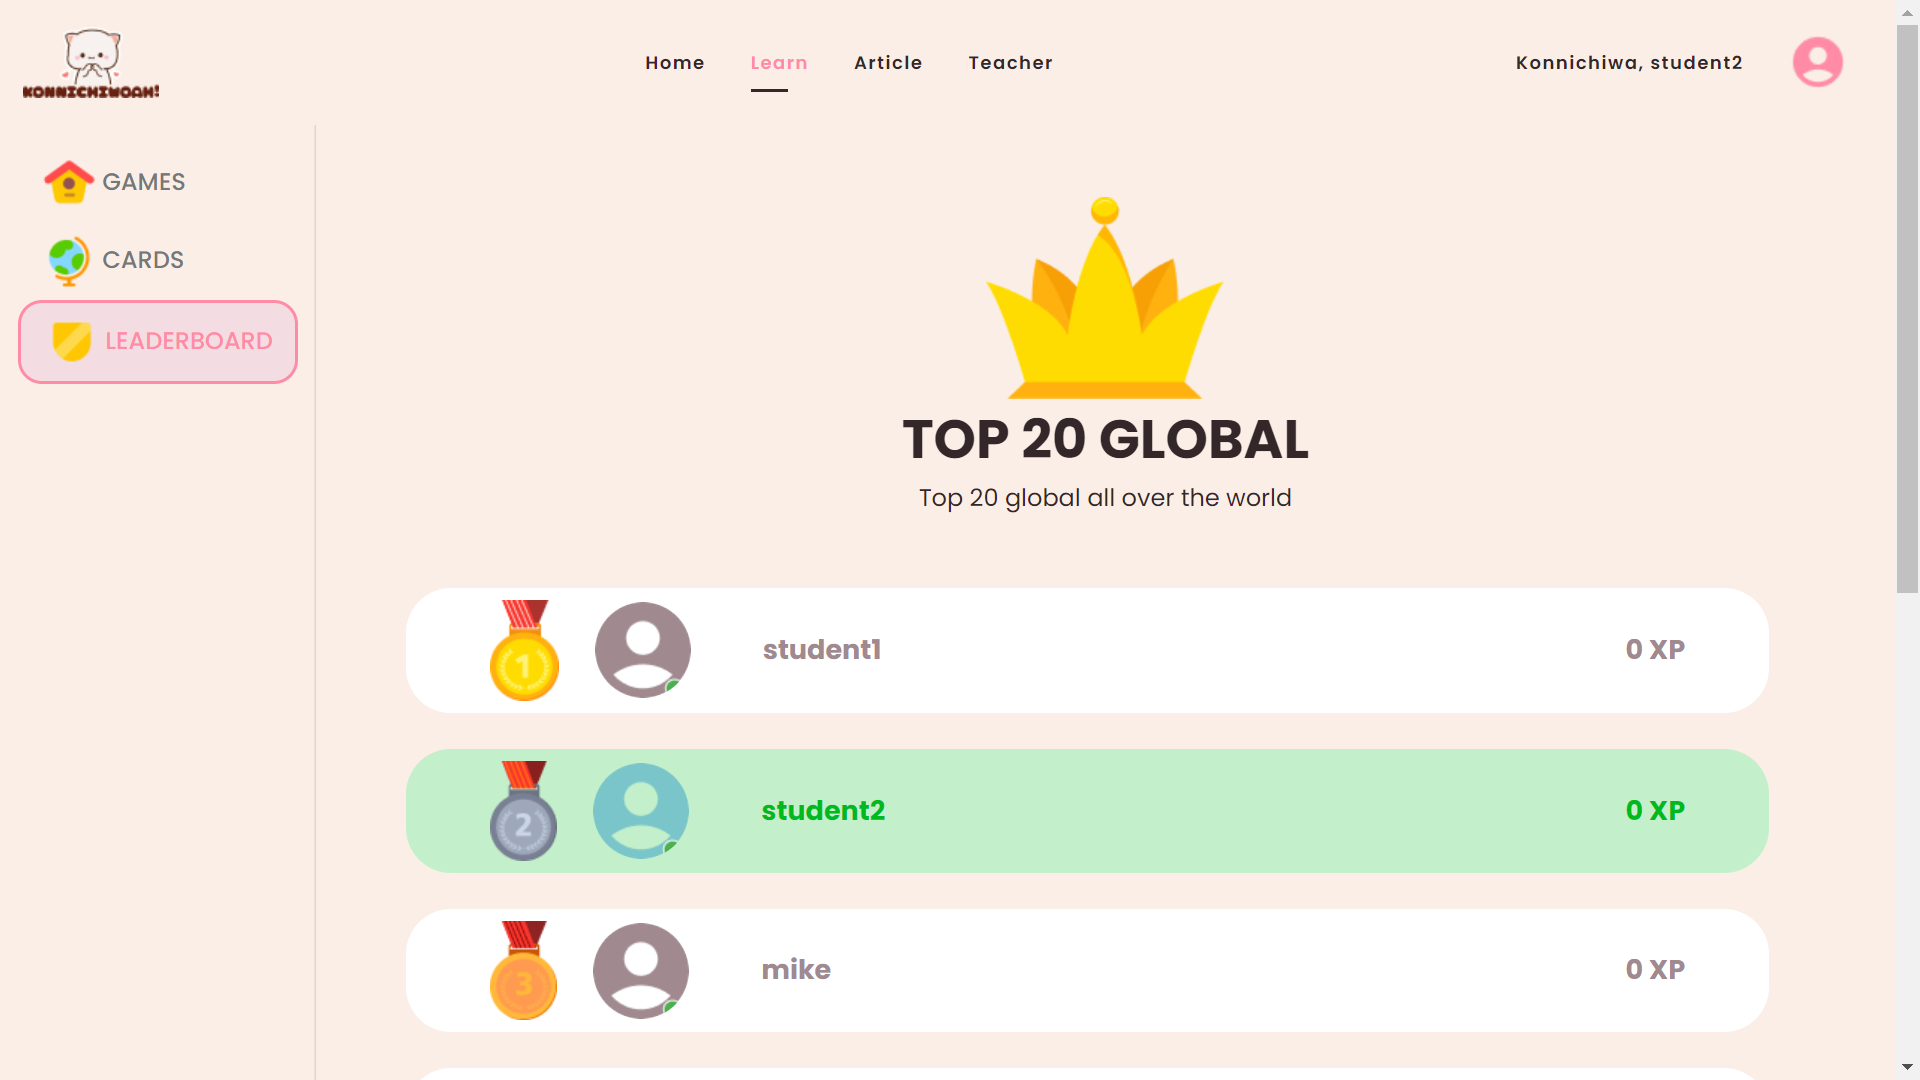 KONNICHIWOAH!
Home
Learn
Article
Teacher
Konnichiwa, student2
GAMES
CARDS
LEADERBOARD
TOP 20 GLOBAL
Top 20 global all over the world
1
student1
0 XP
2
student2
0 XP
3
mike
0 XP